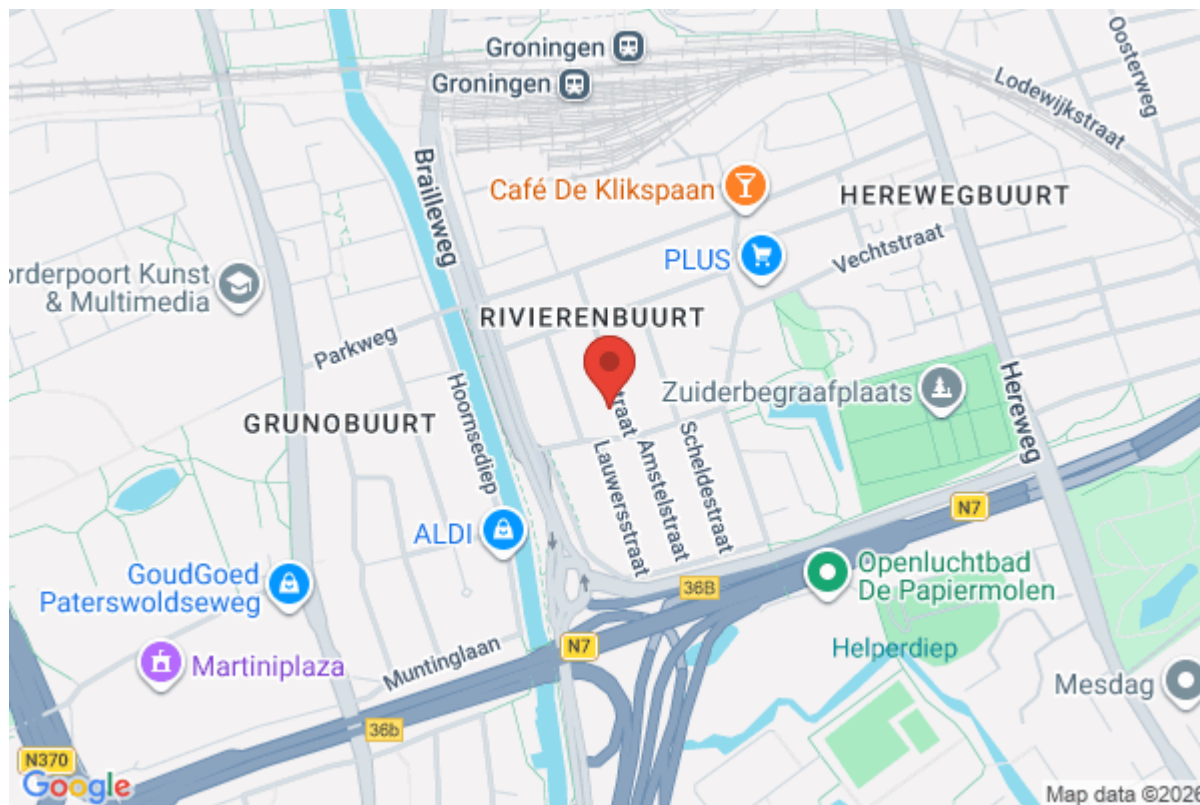 Groningen
Groningen
Oosterweg
Lodewijkstraat
Brailleweg
Café De Klikspaan
HEREWEGBUURT
Vechtstraat
PLUS
orderpoort Kunst
& Multimedia
RIVIERENBUURT
Parkweg
Hereweg
Zuiderbegraafplaats
Hoornsediep
GRUNOBUURT
traat
Lauwersstraat
Amstelstraat
Scheldestraat
N7
ALDI
GoudGoed
Paterswoldseweg
36B
Openluchtbad
De Papiermolen
Helperdiep
N7
Muntinglaan
Martiniplaza
Mesdag
36b
N370
Google
Map data ©2026